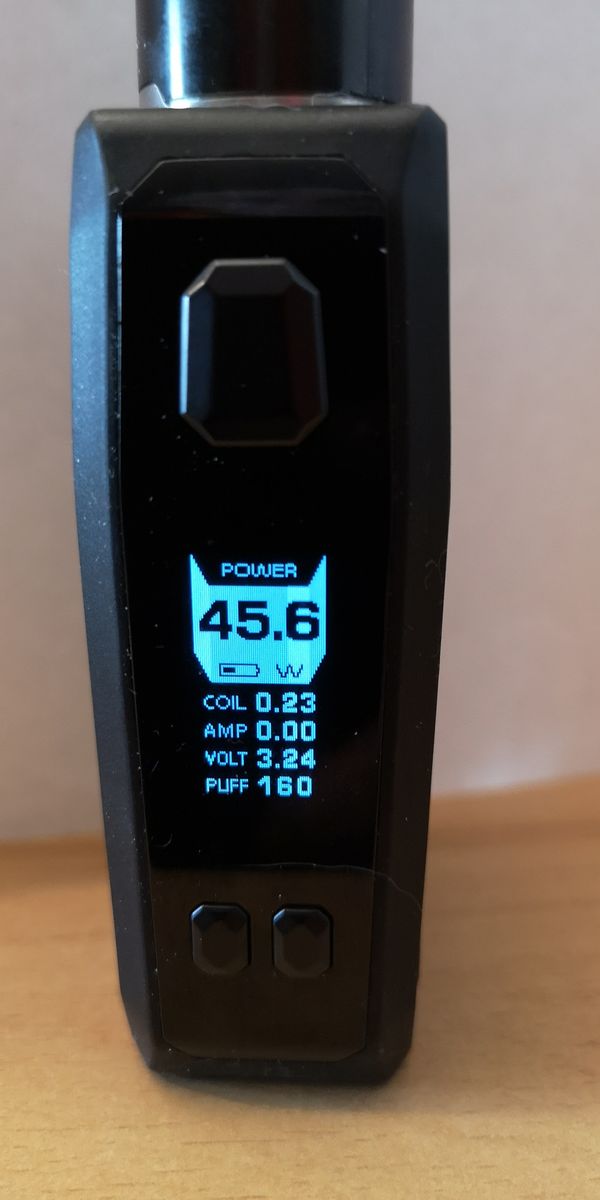 POWER
45.6
W
COIL 0.23
AMP 0.00
VOLT 3.24
PUFF 160